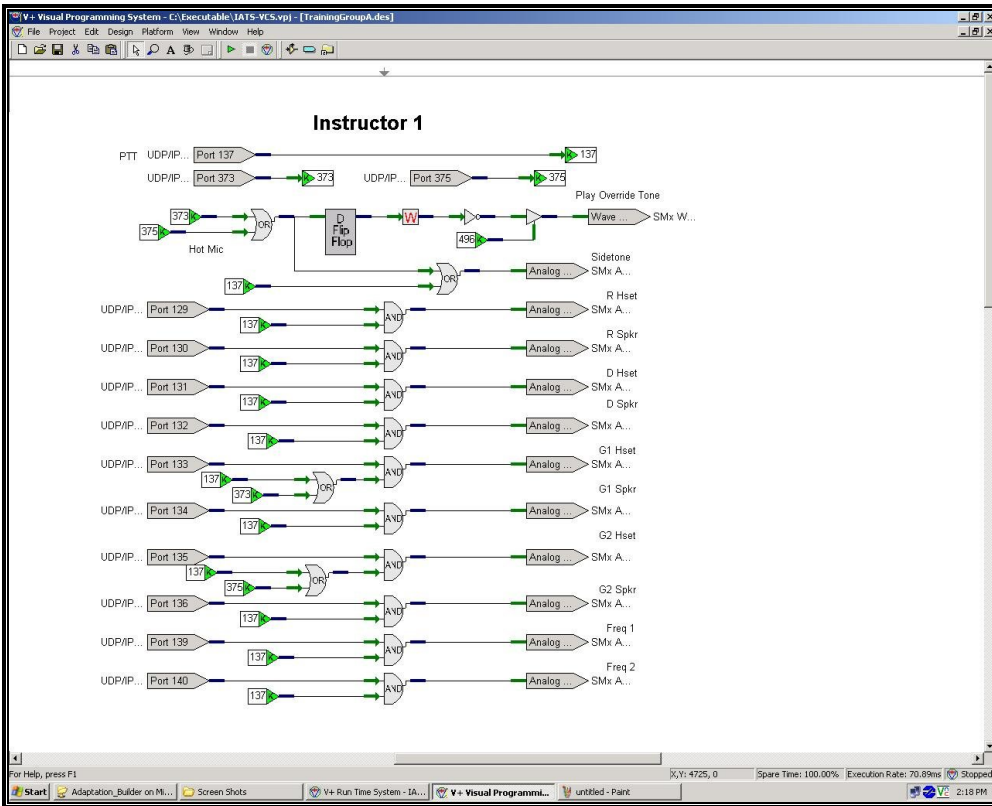 V+ Visual Programming System - C:\Executable\IATS-VCS.vpj - [TrainingGroupA.des]
File Project Edit Design Platform View Window Help
Instructor 1
PTT UDP/IP... Port 137 K 137
UDP/IP... Port 373 K 373 UDP/IP... Port 375 K 375
Play Override Tone
373 K OR D Flip Flop W Wave ... SMx W...
375 K
496 K
Hot Mic
Sidetone
OR Analog ... SMx A...
137 K
R Hset
UDP/IP... Port 129 AND Analog ... SMx A...
137 K
R Spkr
UDP/IP... Port 130 AND Analog ... SMx A...
137 K
D Hset
UDP/IP... Port 131 AND Analog ... SMx A...
137 K
D Spkr
UDP/IP... Port 132 AND Analog ... SMx A...
137 K
G1 Hset
UDP/IP... Port 133 AND Analog ... SMx A...
137 K OR
373 K
G1 Spkr
UDP/IP... Port 134 AND Analog ... SMx A...
137 K
G2 Hset
UDP/IP... Port 135 AND Analog ... SMx A...
137 K OR
375 K
G2 Spkr
UDP/IP... Port 136 AND Analog ... SMx A...
137 K
Freq 1
UDP/IP... Port 139 AND Analog ... SMx A...
137 K
Freq 2
UDP/IP... Port 140 AND Analog ... SMx A...
137 K
For Help, press F1 X,Y: 4725, 0 Spare Time: 100.00% Execution Rate: 70.89ms Stopped
Start Adaptation_Builder on Mi... Screen Shots V+ Run Time System - IA... V+ Visual Programmi... untitled - Paint 2:18 PM